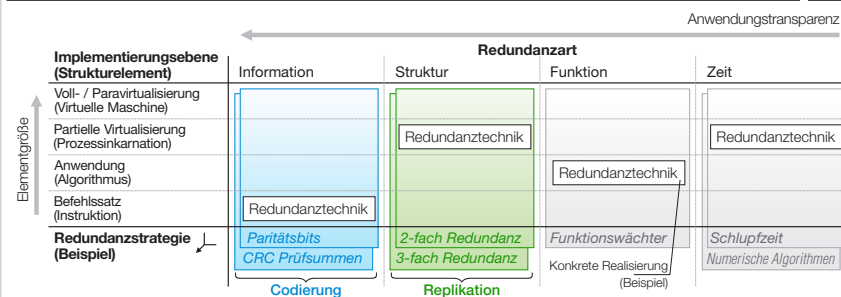 Anwendungstransparenz
Redundanzart
Implementierungsebene
(Strukturelement)
Information
Struktur
Funktion
Zeit
Elementgröße
Voll- / Paravirtualisierung
(Virtuelle Maschine)
Partielle Virtualisierung
(Prozessinkarnation)
Redundanztechnik
Redundanztechnik
Anwendung
(Algorithmus)
Redundanztechnik
Befehlssatz
(Instruktion)
Redundanztechnik
Redundanzstrategie
(Beispiel)
Paritätsbits
2-fach Redundanz
Funktionswächter
Schlupfzeit
CRC Prüfsummen
3-fach Redundanz
Konkrete Realisierung
(Beispiel)
Numerische Algorithmen
Codierung
Replikation